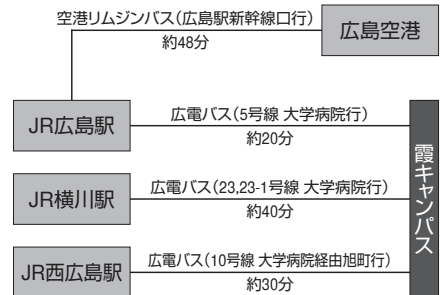 空港リムジンバス(広島駅新幹線口行)
約48分
広島空港
JR広島駅
広電バス(5号線 大学病院行)
約20分
JR横川駅
広電バス(23,23-1号線 大学病院行)
約40分
JR西広島駅
広電バス(10号線 大学病院経由旭町行)
約30分
霞キャンパス